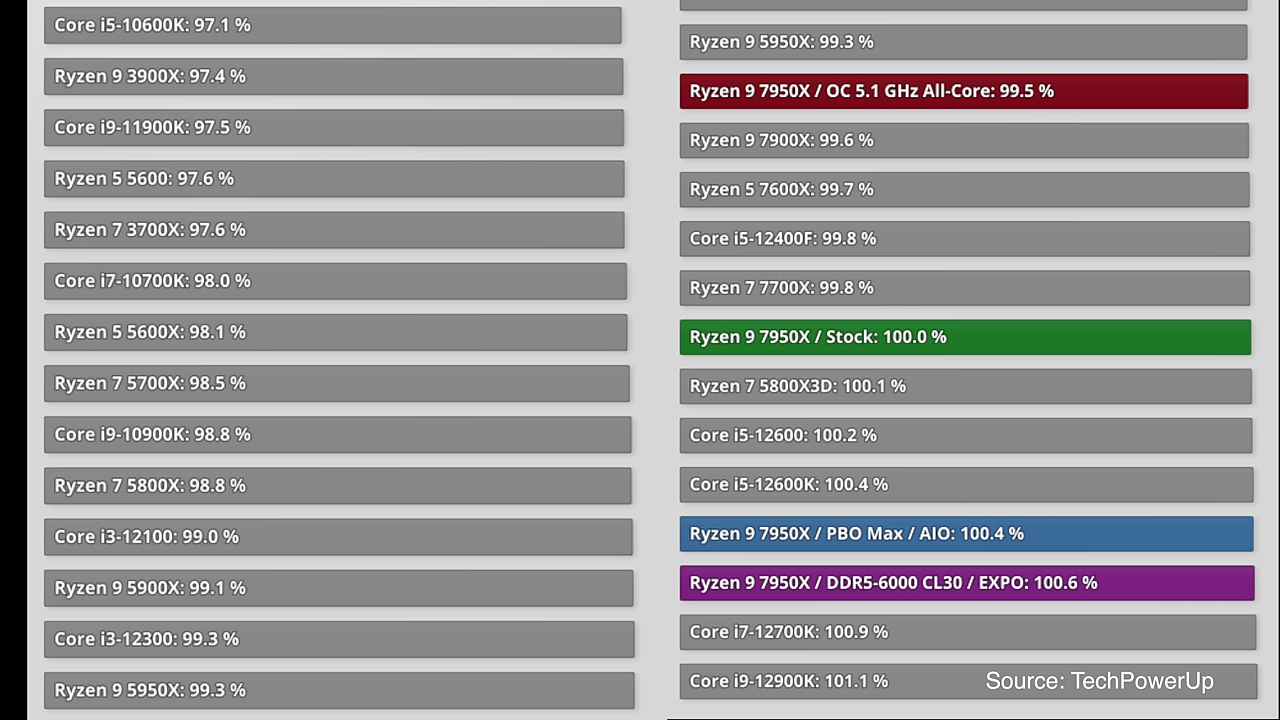 Core i5-10600K: 97.1 %
Ryzen 9 3900X: 97.4 %
Core i9-11900K: 97.5 %
Ryzen 5 5600: 97.6 %
Ryzen 7 3700X: 97.6 %
Core i7-10700K: 98.0 %
Ryzen 5 5600X: 98.1 %
Ryzen 7 5700X: 98.5 %
Core i9-10900K: 98.8 %
Ryzen 7 5800X: 98.8 %
Core i3-12100: 99.0 %
Ryzen 9 5900X: 99.1 %
Core i3-12300: 99.3 %
Ryzen 9 5950X: 99.3 %
Ryzen 9 5950X: 99.3 %
Ryzen 9 7950X / OC 5.1 GHz All-Core: 99.5 %
Ryzen 9 7900X: 99.6 %
Ryzen 5 7600X: 99.7 %
Core i5-12400F: 99.8 %
Ryzen 7 7700X: 99.8 %
Ryzen 9 7950X / Stock: 100.0 %
Ryzen 7 5800X3D: 100.1 %
Core i5-12600: 100.2 %
Core i5-12600K: 100.4 %
Ryzen 9 7950X / PBO Max / AIO: 100.4 %
Ryzen 9 7950X / DDR5-6000 CL30 / EXPO: 100.6 %
Core i7-12700K: 100.9 %
Core i9-12900K: 101.1 %
Source: TechPowerUp